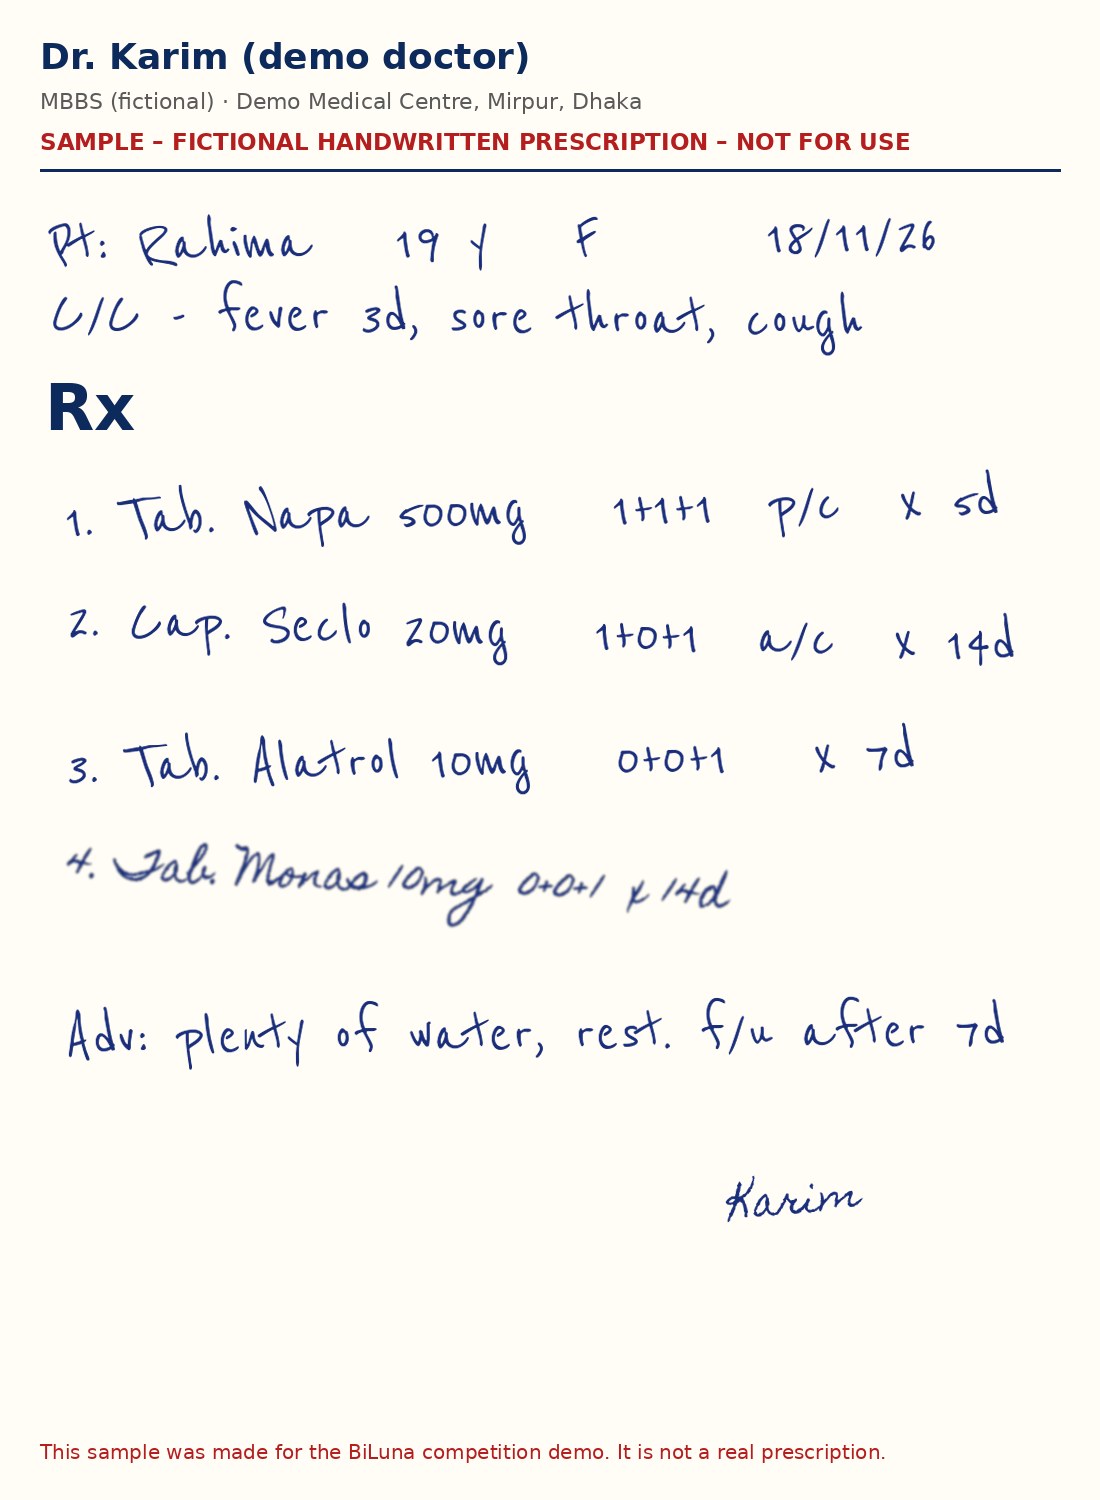 Dr. Karim (demo doctor)
MBBS (fictional) · Demo Medical Centre, Mirpur, Dhaka
SAMPLE – FICTIONAL HANDWRITTEN PRESCRIPTION – NOT FOR USE
Pt: Rahima 19 y F 18/11/26
C/C - fever 3d, sore throat, cough
Rx
1. Tab. Napa 500mg 1+1+1 p/c x 5d
2. Cap. Seclo 20mg 1+0+1 a/c x 14d
3. Tab. Alatrol 10mg 0+0+1 x 7d
4. Tab. Monas 10mg 0+0+1 x 14d
Adv: plenty of water, rest. f/u after 7d
Karim
This sample was made for the BiLuna competition demo. It is not a real prescription.